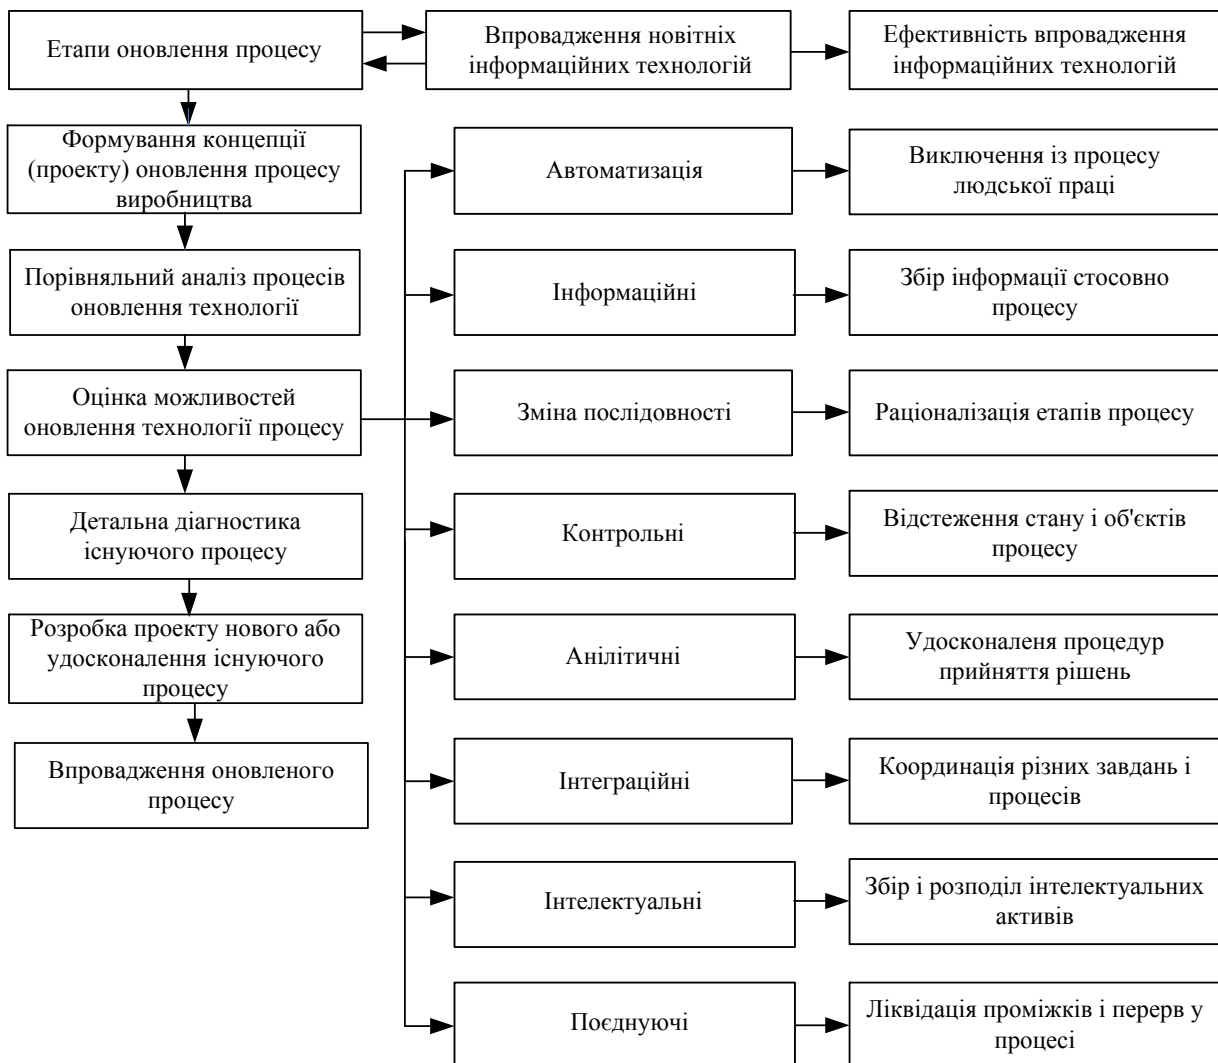 Етапи оновлення процесу
Впровадження новітніх
інформаційних технологій
Ефективність впровадження
інформаційних технологій
Формування концепції
(проекту) оновлення процесу
виробництва
Автоматизація
Виключення із процесу
людської праці
Порівняльний аналіз процесів
оновлення технології
Інформаційні
Збір інформації стосовно
процесу
Оцінка можливостей
оновлення технології процесу
Зміна послідовності
Раціоналізація етапів процесу
Детальна діагностика
існуючого процесу
Контрольні
Відстеження стану і об'єктів
процесу
Розробка проекту нового або
удосконалення існуючого
процесу
Анілітичні
Удосконаленя процедур
прийняття рішень
Впровадження оновленого
процесу
Інтеграційні
Координація різних завдань і
процесів
Інтелектуальні
Збір і розподіл інтелектуальних
активів
Поєднуючі
Ліквідація проміжків і перерв у
процесі